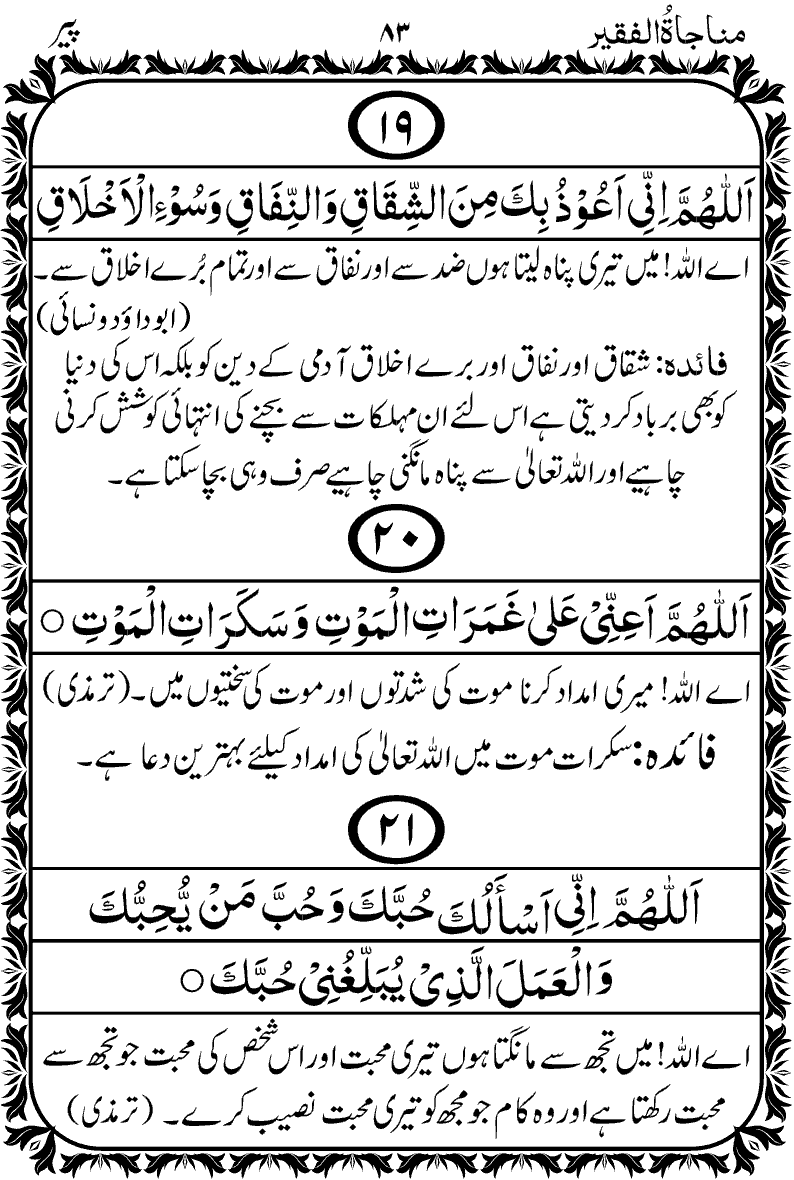 مناجاۃُالفقیر ۸۳ پیر
۱۹
اَللّٰهُمَّ اِنِّیْ اَعُوْذُ بِكَ مِنَ الشِّقَاقِ وَالنِّفَاقِ وَسُوْءِ الْاَخْلَاقِ
اے اللہ! میں تیری پناہ لیتا ہوں ضد سے اور نفاق سے اور تمام بُرے اخلاق سے۔
(ابوداؤد ونسائی)
فائدہ: شقاق اور نفاق اور برے اخلاق آدمی کے دین کو بلکہ اس کی دنیا
کو بھی برباد کر دیتی ہے اس لئے ان مہلکات سے بچنے کی انتہائی کوشش کرنی
چاہیے اور اللہ تعالیٰ سے پناہ مانگنی چاہیے صرف وہی بچا سکتا ہے۔
۲۰
اَللّٰهُمَّ اَعِنِّیْ عَلٰی غَمَرَاتِ الْمَوْتِ وَسَكَرَاتِ الْمَوْتِ ○
اے اللہ! میری امداد کرنا موت کی شدتوں اور موت کی سختیوں میں۔ (ترمذی)
فائدہ: سکرات موت میں اللہ تعالیٰ کی امداد کیلئے بہترین دعا ہے۔
۲۱
اَللّٰهُمَّ اِنِّیْ اَسْأَلُكَ حُبَّكَ وَحُبَّ مَنْ یُّحِبُّكَ
وَالْعَمَلَ الَّذِیْ یُبَلِّغُنِیْ حُبَّكَ ○
اے اللہ! میں تجھ سے مانگتا ہوں تیری محبت اور اس شخص کی محبت جو تجھ سے
محبت رکھتا ہے اور وہ کام جو مجھ کو تیری محبت نصیب کرے۔ (ترمذی)